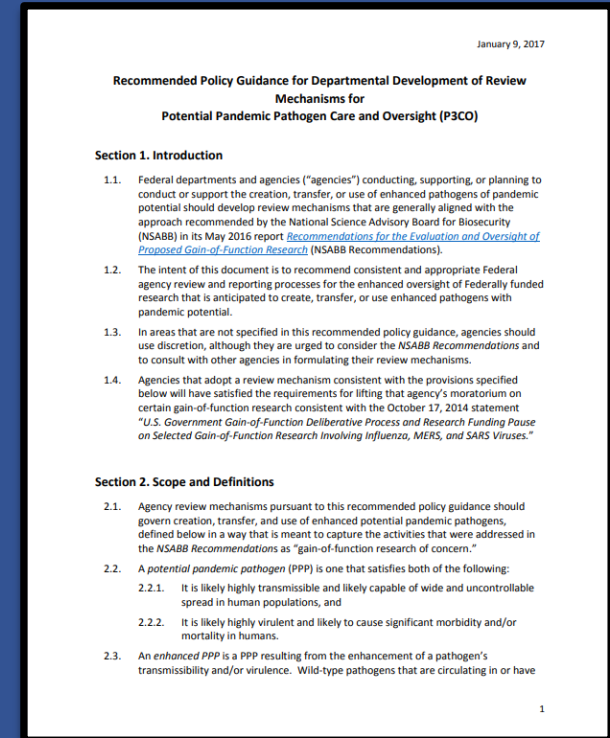 January 9, 2017
Recommended Policy Guidance for Departmental Development of Review
Mechanisms for
Potential Pandemic Pathogen Care and Oversight (P3CO)
Section 1. Introduction
1.1. Federal departments and agencies ("agencies") conducting, supporting, or planning to
conduct or support the creation, transfer, or use of enhanced pathogens of pandemic
potential should develop review mechanisms that are generally aligned with the
approach recommended by the National Science Advisory Board for Biosecurity
(NSABB) in its May 2016 report Recommendations for the Evaluation and Oversight of
Proposed Gain-of-Function Research (NSABB Recommendations).
1.2. The intent of this document is to recommend consistent and appropriate Federal
agency review and reporting processes for the enhanced oversight of Federally funded
research that is anticipated to create, transfer, or use enhanced pathogens with
pandemic potential.
1.3. In areas that are not specified in this recommended policy guidance, agencies should
use discretion, although they are urged to consider the NSABB Recommendations and
to consult with other agencies in formulating their review mechanisms.
1.4. Agencies that adopt a review mechanism consistent with the provisions specified
below will have satisfied the requirements for lifting that agency's moratorium on
certain gain-of-function research consistent with the October 17, 2014 statement
"U.S. Government Gain-of-Function Deliberative Process and Research Funding Pause
on Selected Gain-of-Function Research Involving Influenza, MERS, and SARS Viruses."
Section 2. Scope and Definitions
2.1. Agency review mechanisms pursuant to this recommended policy guidance should
govern creation, transfer, and use of enhanced potential pandemic pathogens,
defined below in a way that is meant to capture the activities that were addressed in
the NSABB Recommendations as "gain-of-function research of concern."
2.2. A potential pandemic pathogen (PPP) is one that satisfies both of the following:
2.2.1. It is likely highly transmissible and likely capable of wide and uncontrollable
spread in human populations, and
2.2.2. It is likely highly virulent and likely to cause significant morbidity and/or
mortality in humans.
2.3. An enhanced PPP is a PPP resulting from the enhancement of a pathogen's
transmissibility and/or virulence. Wild-type pathogens that are circulating in or have
1